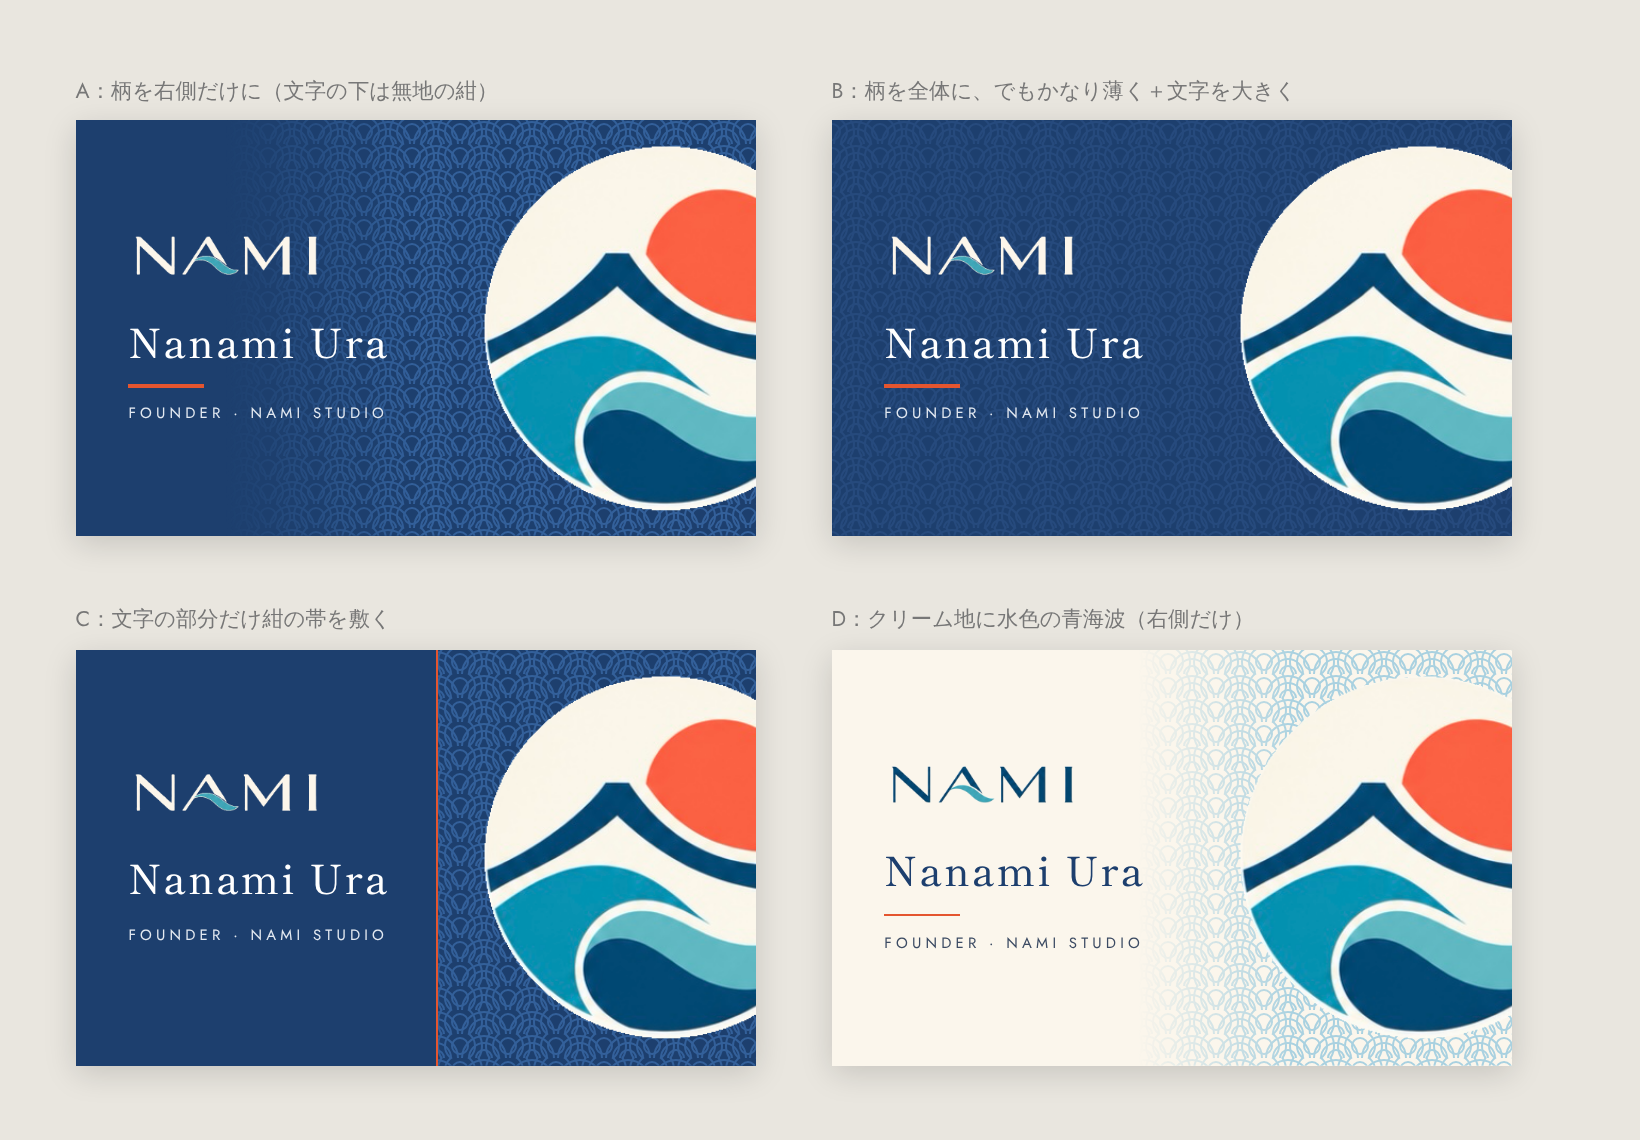 A：柄を右側だけに（文字の下は無地の紺）
NAMI
Nanami Ura
FOUNDER · NAMI STUDIO
B：柄を全体に、でもかなり薄く＋文字を大きく
NAMI
Nanami Ura
FOUNDER · NAMI STUDIO
C：文字の部分だけ紺の帯を敷く
NAMI
Nanami Ura
FOUNDER · NAMI STUDIO
D：クリーム地に水色の青海波（右側だけ）
NAMI
Nanami Ura
FOUNDER · NAMI STUDIO